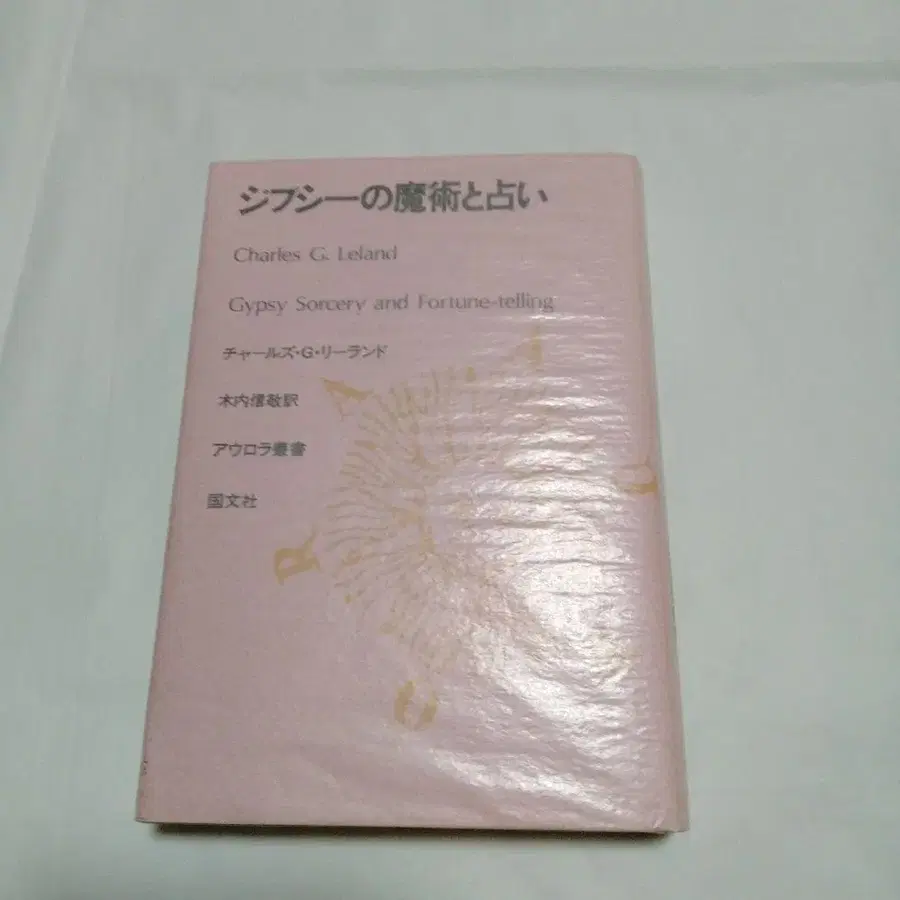 ジプシーの魔術と占い
Charles G. Leland
Gypsy Sorcery and Fortune-telling
チャールズ・G・リーランド
木内信敬訳
アウロラ叢書
国文社